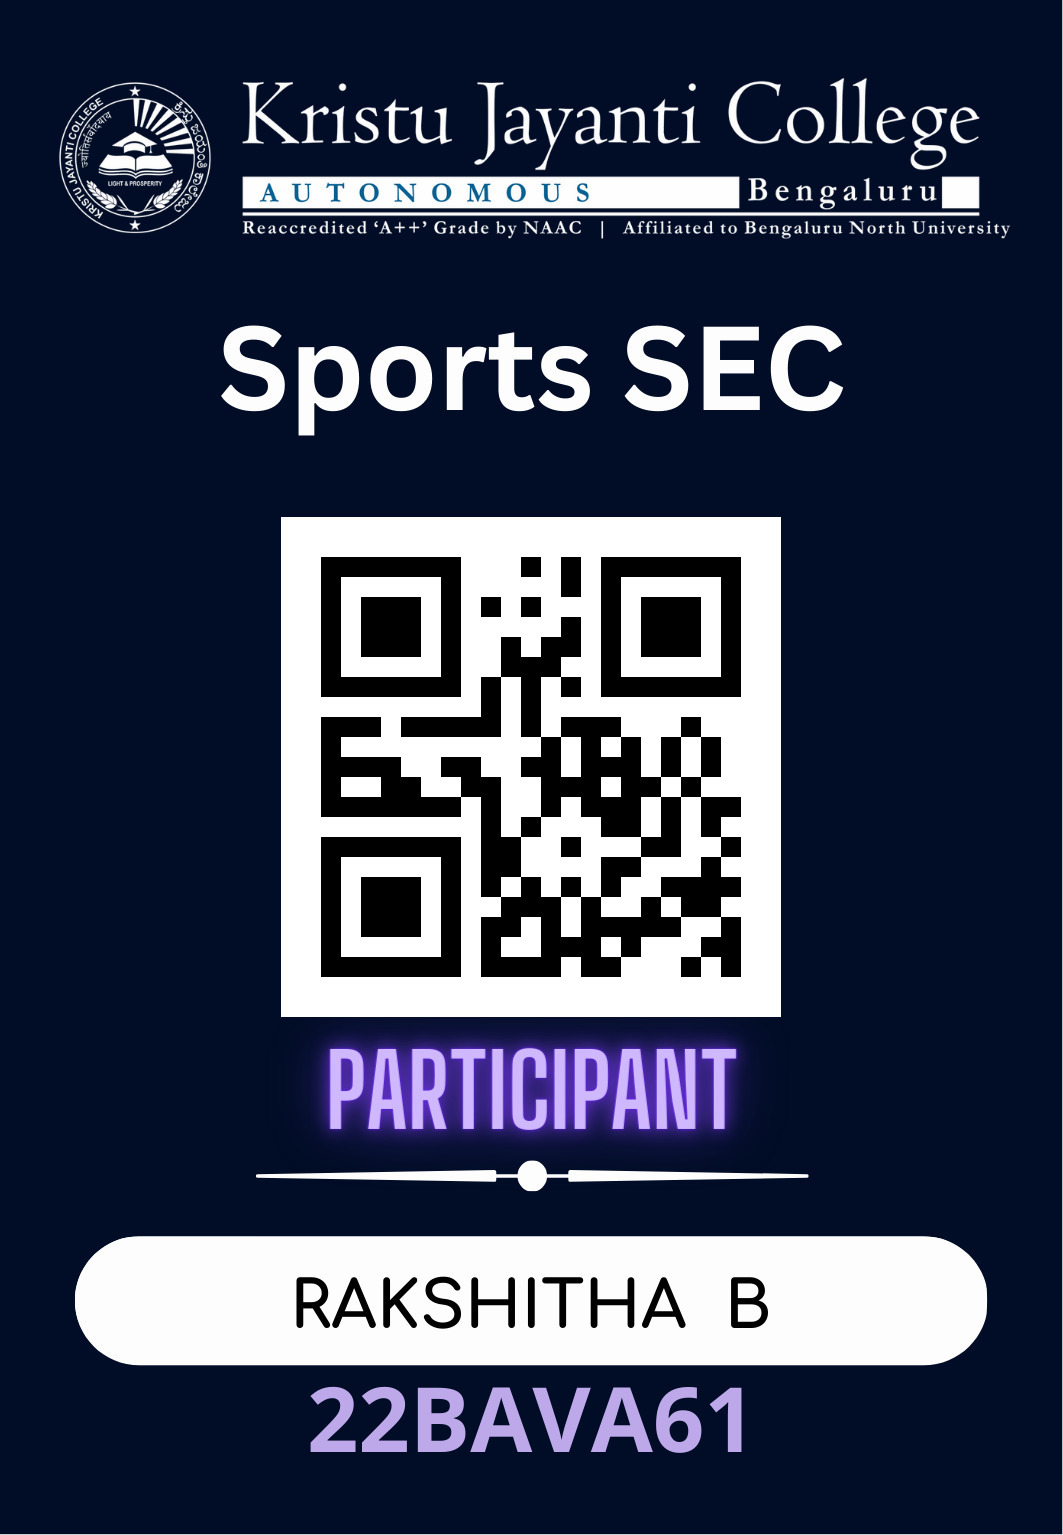 Kristu Jayanti College
AUTONOMOUS Bengaluru
Reaccredited ‘A++’ Grade by NAAC | Affiliated to Bengaluru North University
KRISTU JAYANTI COLLEGE
ಕ್ರಿಸ್ತು ಜಯಂತಿ ಕಾಲೇಜು
LIGHT & PROSPERITY
Sports SEC
PARTICIPANT
RAKSHITHA B
22BAVA61